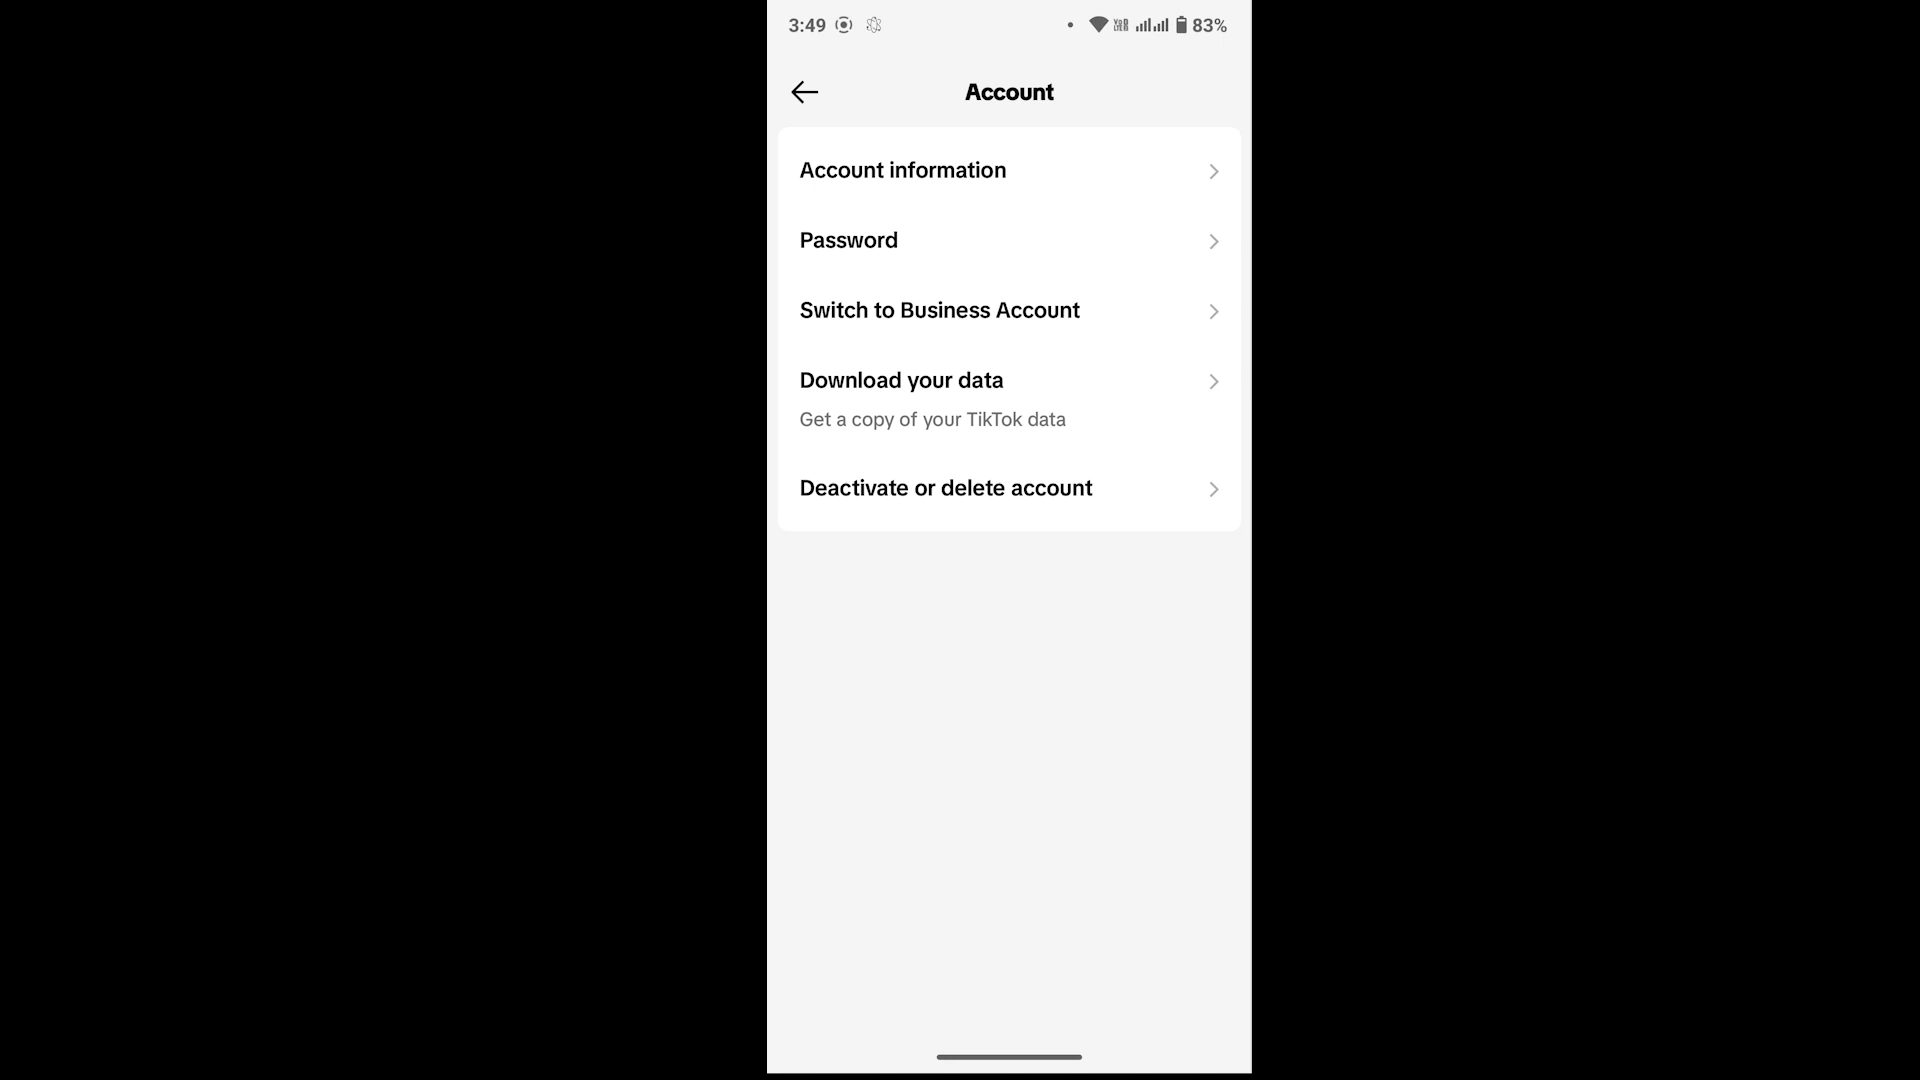 3:49 83%
Account
Account information
Password
Switch to Business Account
Download your data
Get a copy of your TikTok data
Deactivate or delete account